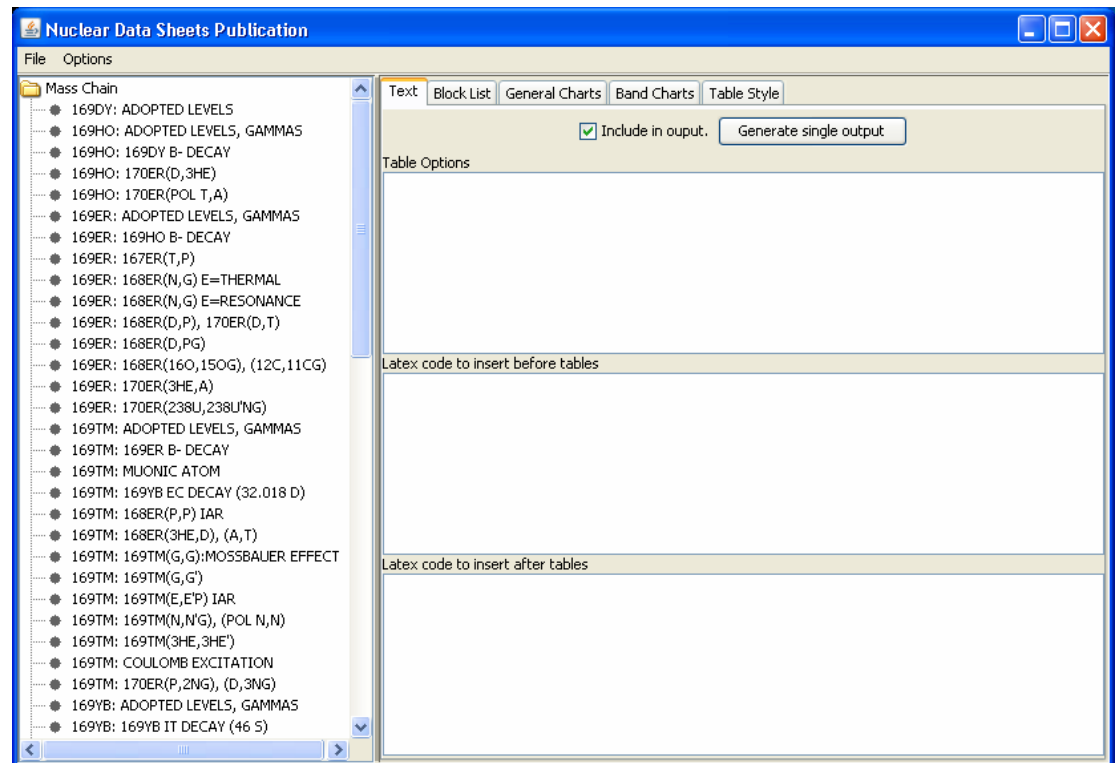 Nuclear Data Sheets Publication
File Options
Mass Chain
169DY: ADOPTED LEVELS
169HO: ADOPTED LEVELS, GAMMAS
169HO: 169DY B- DECAY
169HO: 170ER(D,3HE)
169HO: 170ER(POL T,A)
169ER: ADOPTED LEVELS, GAMMAS
169ER: 169HO B- DECAY
169ER: 167ER(T,P)
169ER: 168ER(N,G) E=THERMAL
169ER: 168ER(N,G) E=RESONANCE
169ER: 168ER(D,P), 170ER(D,T)
169ER: 168ER(D,PG)
169ER: 168ER(16O,15OG), (12C,11CG)
169ER: 170ER(3HE,A)
169ER: 170ER(238U,238U'NG)
169TM: ADOPTED LEVELS, GAMMAS
169TM: 169ER B- DECAY
169TM: MUONIC ATOM
169TM: 169YB EC DECAY (32.018 D)
169TM: 168ER(P,P) IAR
169TM: 168ER(3HE,D), (A,T)
169TM: 169TM(G,G):MOSSBAUER EFFECT
169TM: 169TM(G,G')
169TM: 169TM(E,E'P) IAR
169TM: 169TM(N,N'G), (POL N,N)
169TM: 169TM(3HE,3HE')
169TM: COULOMB EXCITATION
169TM: 170ER(P,2NG), (D,3NG)
169YB: ADOPTED LEVELS, GAMMAS
169YB: 169YB IT DECAY (46 S)
Text Block List General Charts Band Charts Table Style
Include in ouput. Generate single output
Table Options
Latex code to insert before tables
Latex code to insert after tables